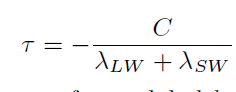 τ = − C / (λ_LW + λ_SW)